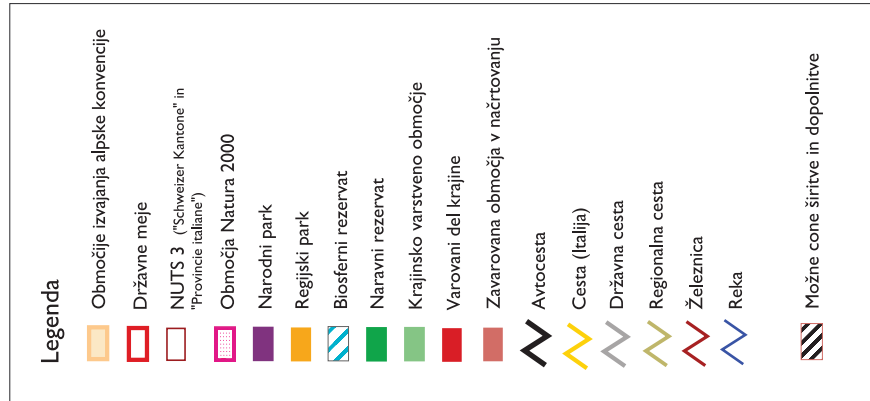 Legenda
Občmočije izvajanja alpske konvencije
Državne meje
NUTS 3 ("Schweizer Kantone" in
"Provincie italiane")
Območja Natura 2000
Narodni park
Regijski park
Biosferni rezervat
Naravni rezervat
Krajinsko varstveno območje
Varovani del krajine
Zavarovana območja v načrtovanju
Avtocesta
Cesta (Italija)
Državna cesta
Regionalna cesta
Železnica
Reka
Možne cone širitve in dopolnitve